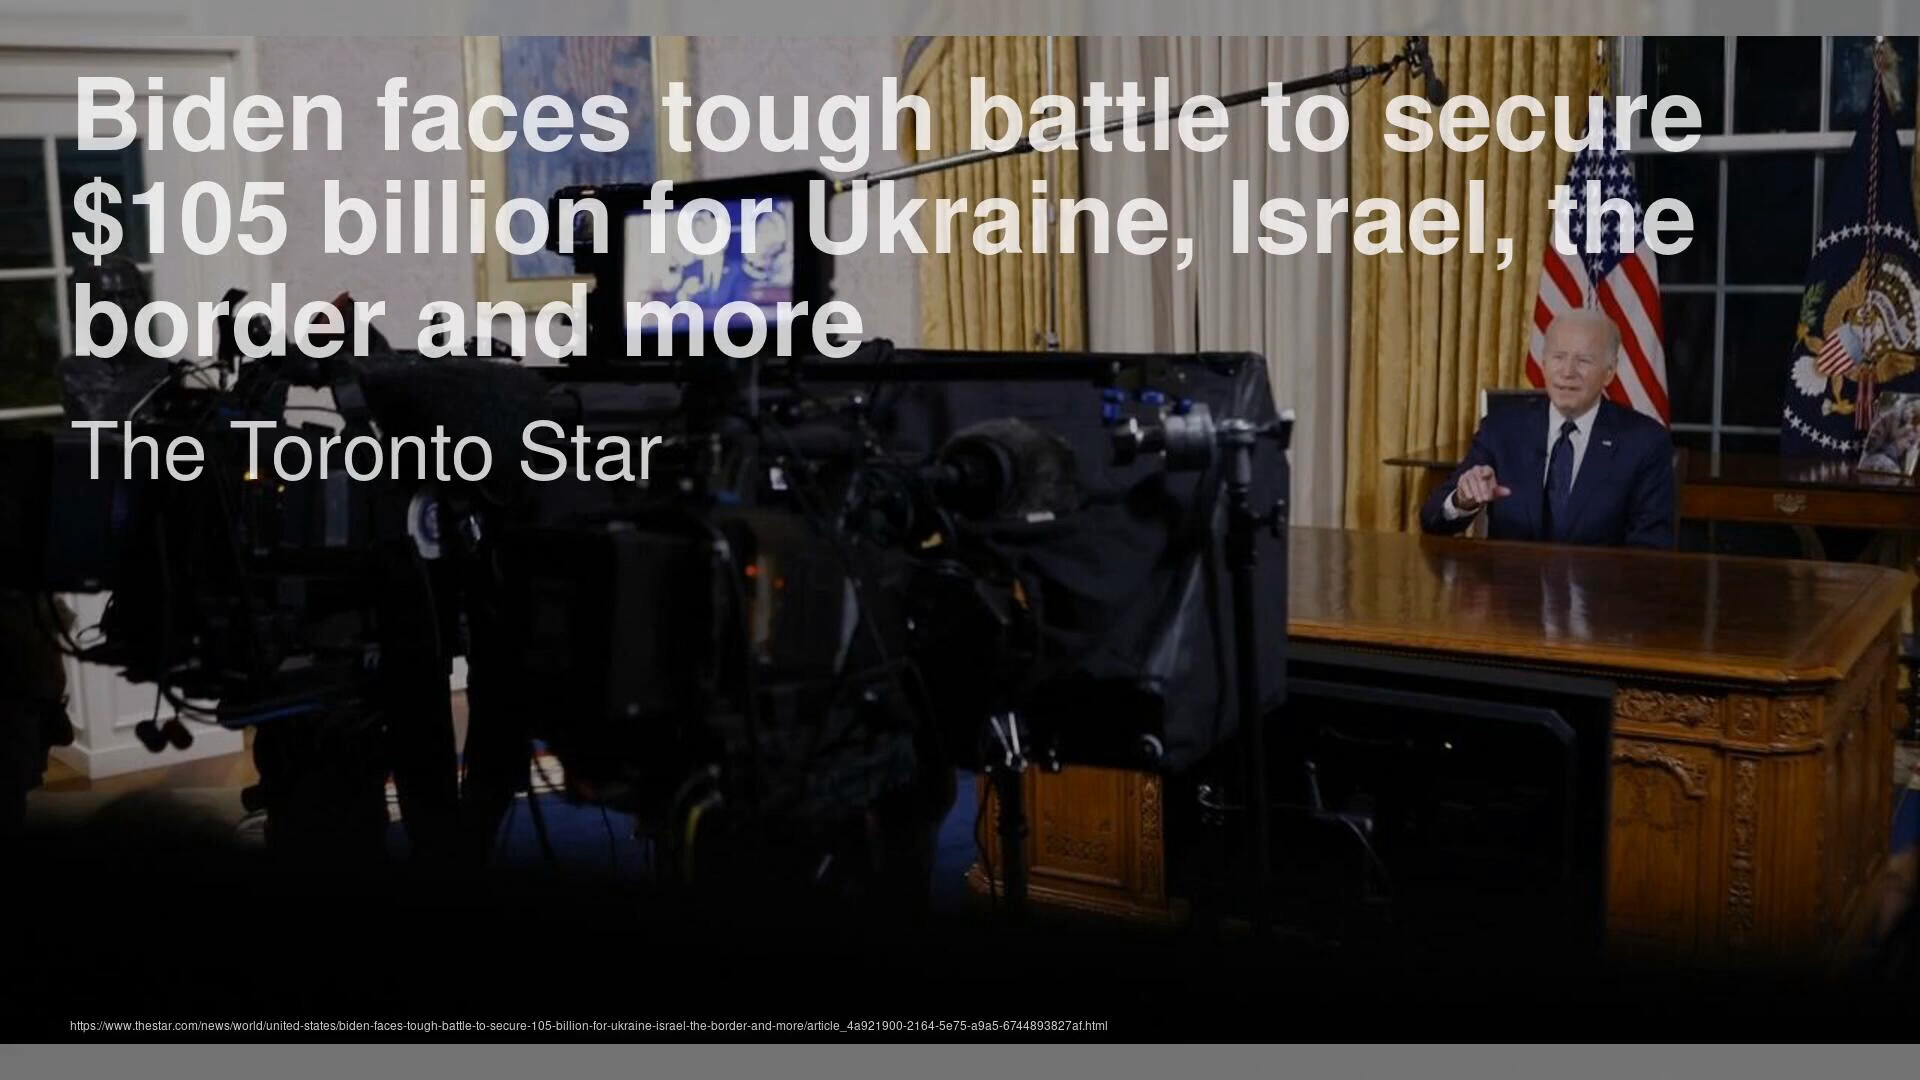 Biden faces tough battle to secure
$105 billion for Ukraine, Israel, the
border and more
The Toronto Star
https://www.thestar.com/news/world/united-states/biden-faces-tough-battle-to-secure-105-billion-for-ukraine-israel-the-border-and-more/article_4a921900-2164-5e75-a9a5-6744893827af.html